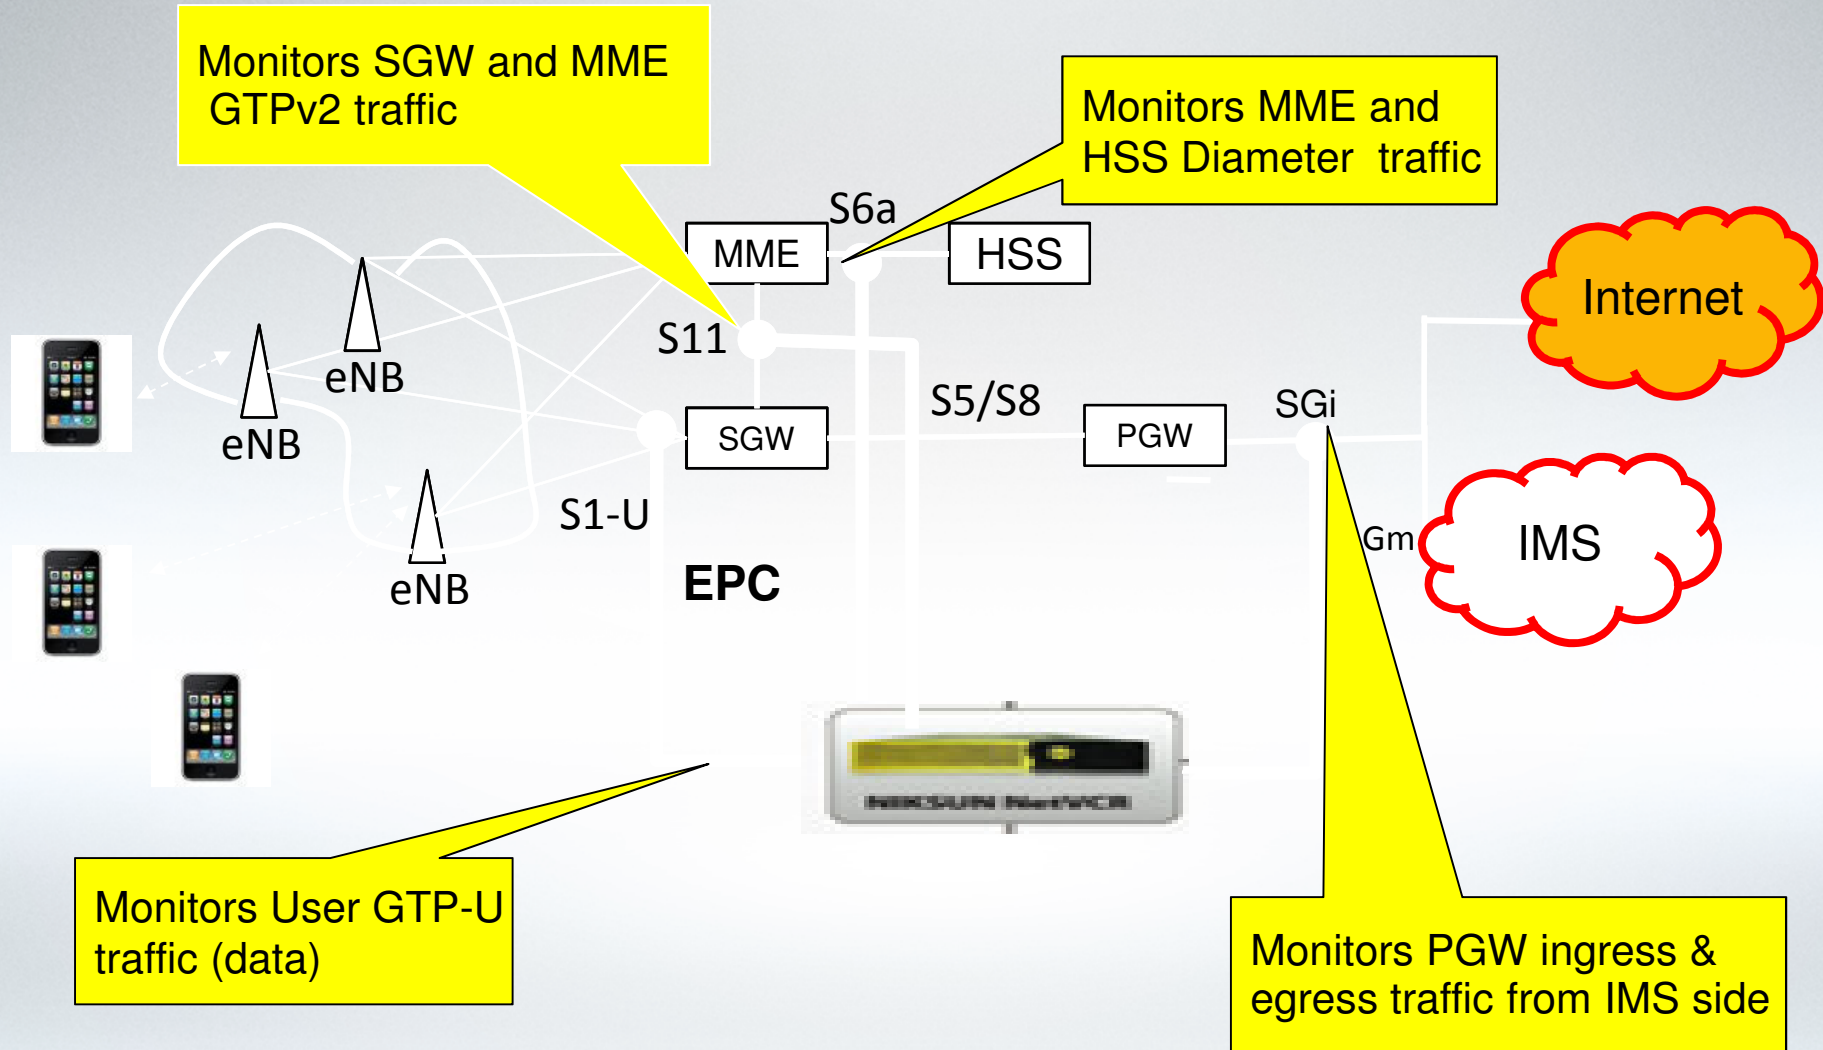 Monitors SGW and MME
GTPv2 traffic
Monitors MME and
HSS Diameter traffic
S6a
MME
HSS
Internet
S11
eNB
eNB
S5/S8
SGi
SGW
PGW
S1-U
Gm
IMS
eNB
EPC
NIKSUN NetVCR
Monitors User GTP-U
traffic (data)
Monitors PGW ingress &
egress traffic from IMS side